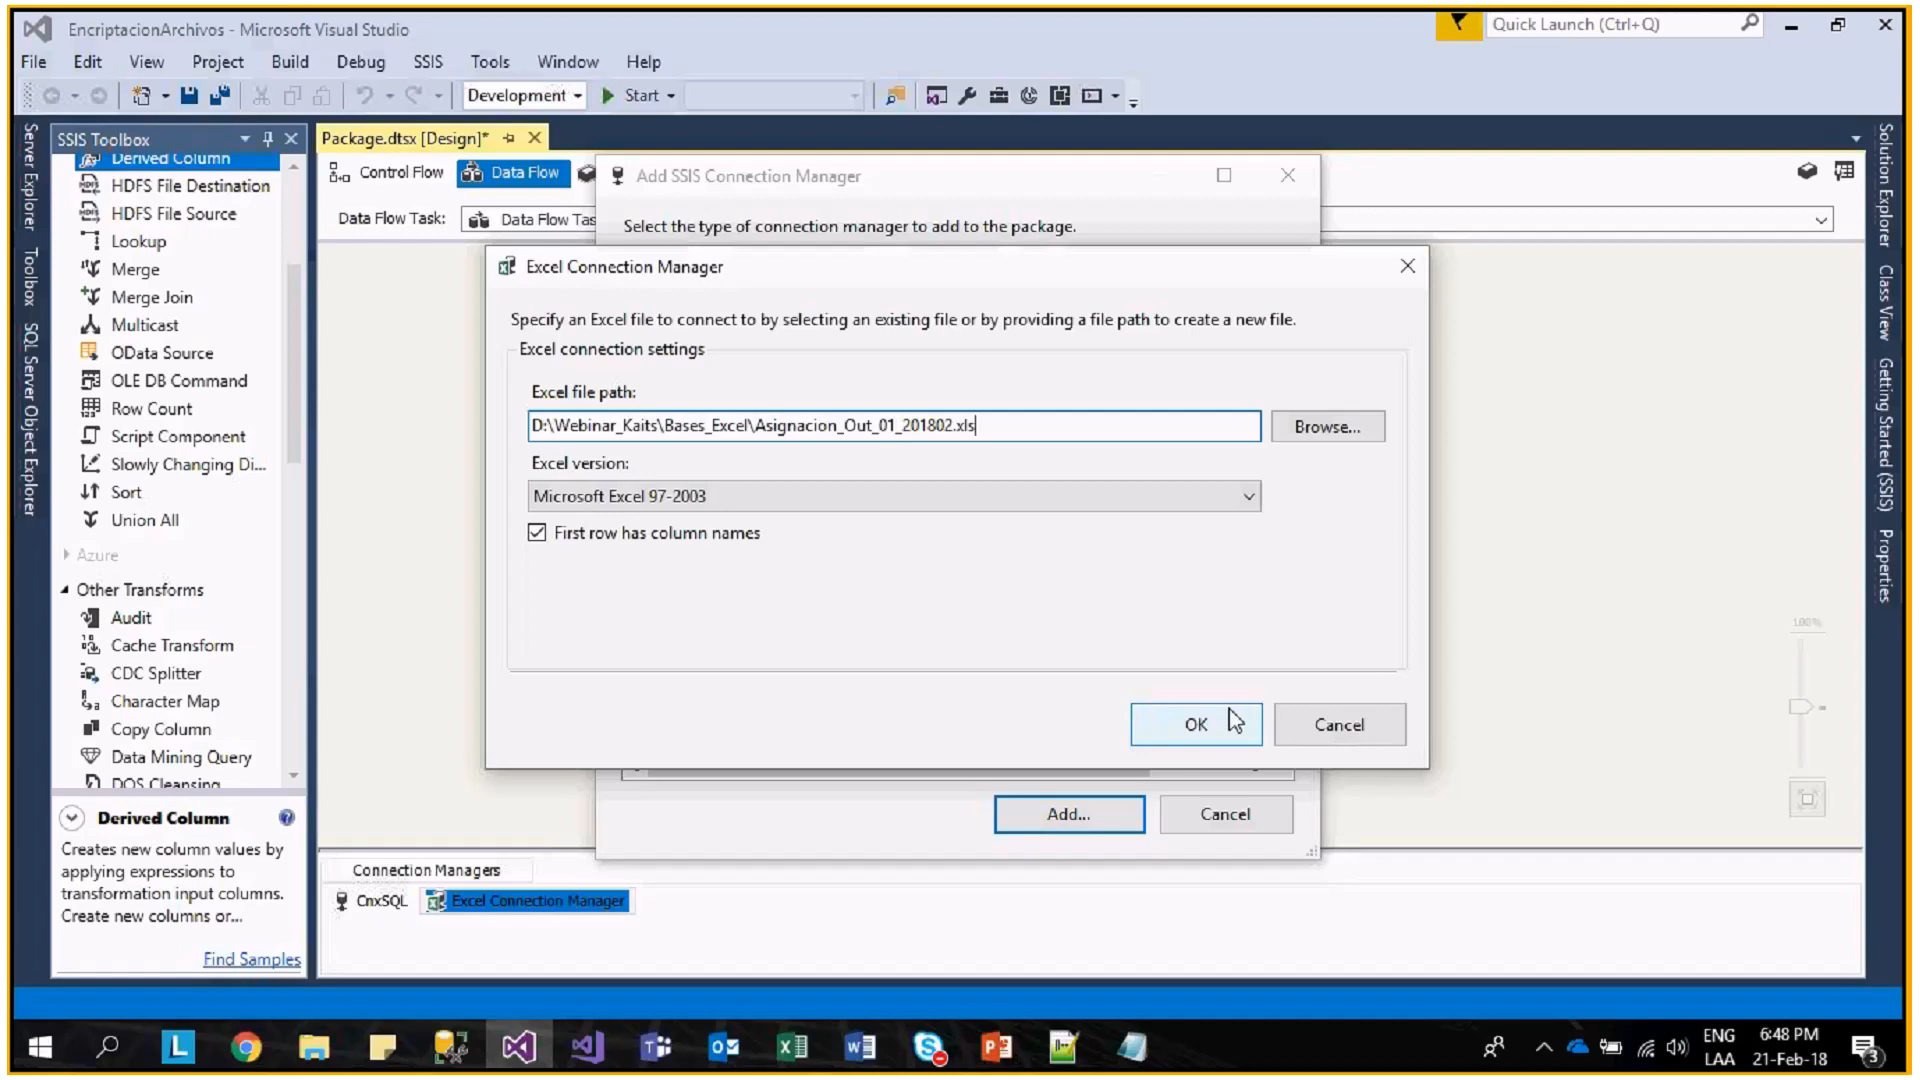 EncriptacionArchivos - Microsoft Visual Studio
Quick Launch (Ctrl+Q)
File Edit View Project Build Debug SSIS Tools Window Help
Development Start
SSIS Toolbox
Package.dtsx [Design]*
Derived Column
HDFS File Destination
HDFS File Source
Lookup
Merge
Merge Join
Multicast
OData Source
OLE DB Command
Row Count
Script Component
Slowly Changing Di...
Sort
Union All
Azure
Other Transforms
Audit
Cache Transform
CDC Splitter
Character Map
Copy Column
Data Mining Query
DQS Cleansing
Derived Column
Creates new column values by
applying expressions to
transformation input columns.
Create new columns or...
Find Samples
Server Explorer
Toolbox
SQL Server Object Explorer
Control Flow
Data Flow
Data Flow Task:
Data Flow Tas
Add SSIS Connection Manager
Select the type of connection manager to add to the package.
Excel Connection Manager
Specify an Excel file to connect to by selecting an existing file or by providing a file path to create a new file.
Excel connection settings
Excel file path:
D:\Webinar_Kaits\Bases_Excel\Asignacion_Out_01_201802.xls
Browse...
Excel version:
Microsoft Excel 97-2003
First row has column names
OK
Cancel
Add...
Cancel
100%
Connection Managers
CnxSQL
Excel Connection Manager
Solution Explorer
Class View
Getting Started (SSIS)
Properties
ENG
LAA
6:48 PM
21-Feb-18
3